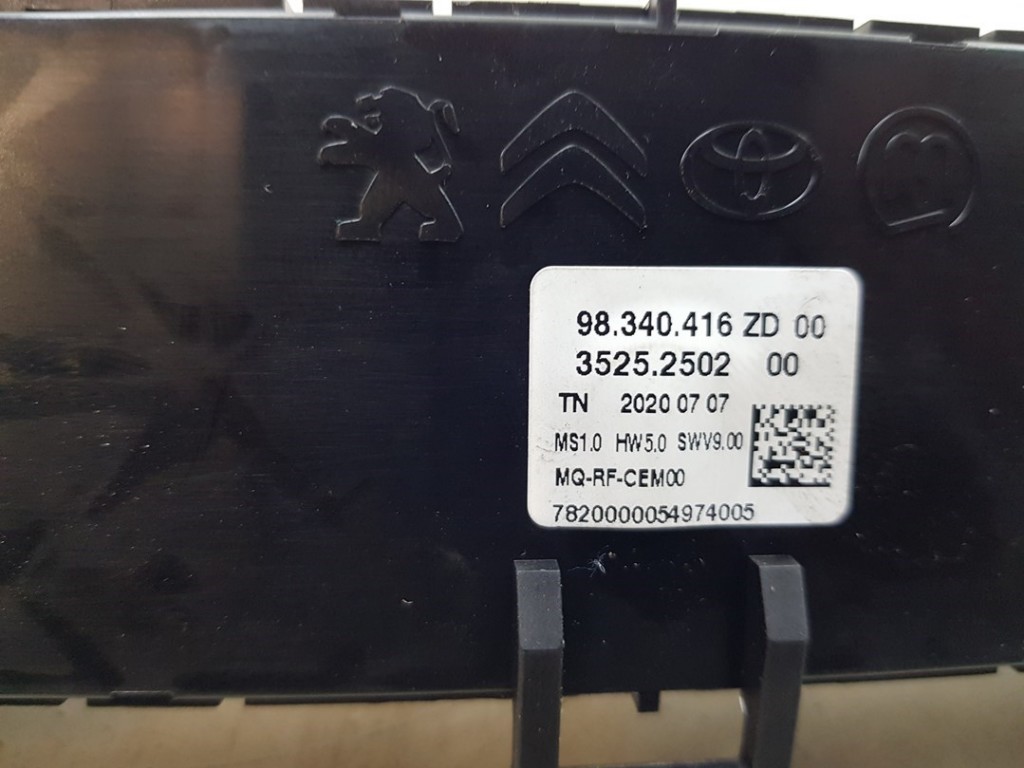 98.340.416 ZD 00
3525.2502 00
TN 2020 07 07
MS1.0 HW5.0 SWV9.00
MQ-RF-CEM00
7820000054974005